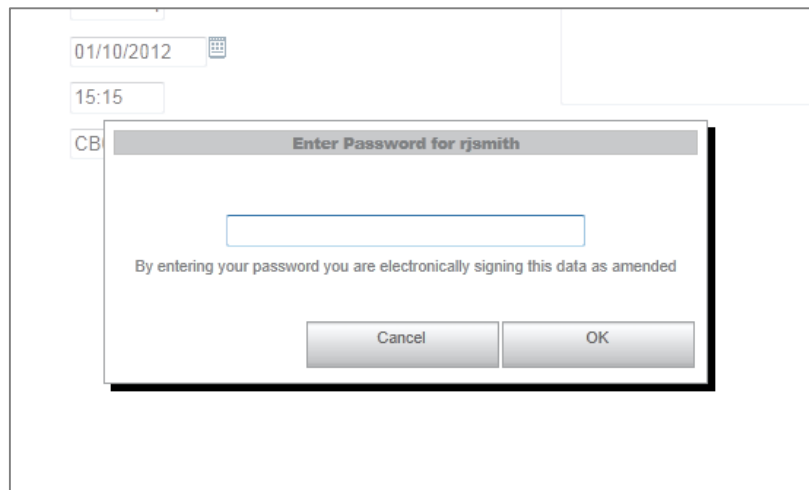 01/10/2012
15:15
CB
Enter Password for rjsmith
By entering your password you are electronically signing this data as amended
Cancel
OK